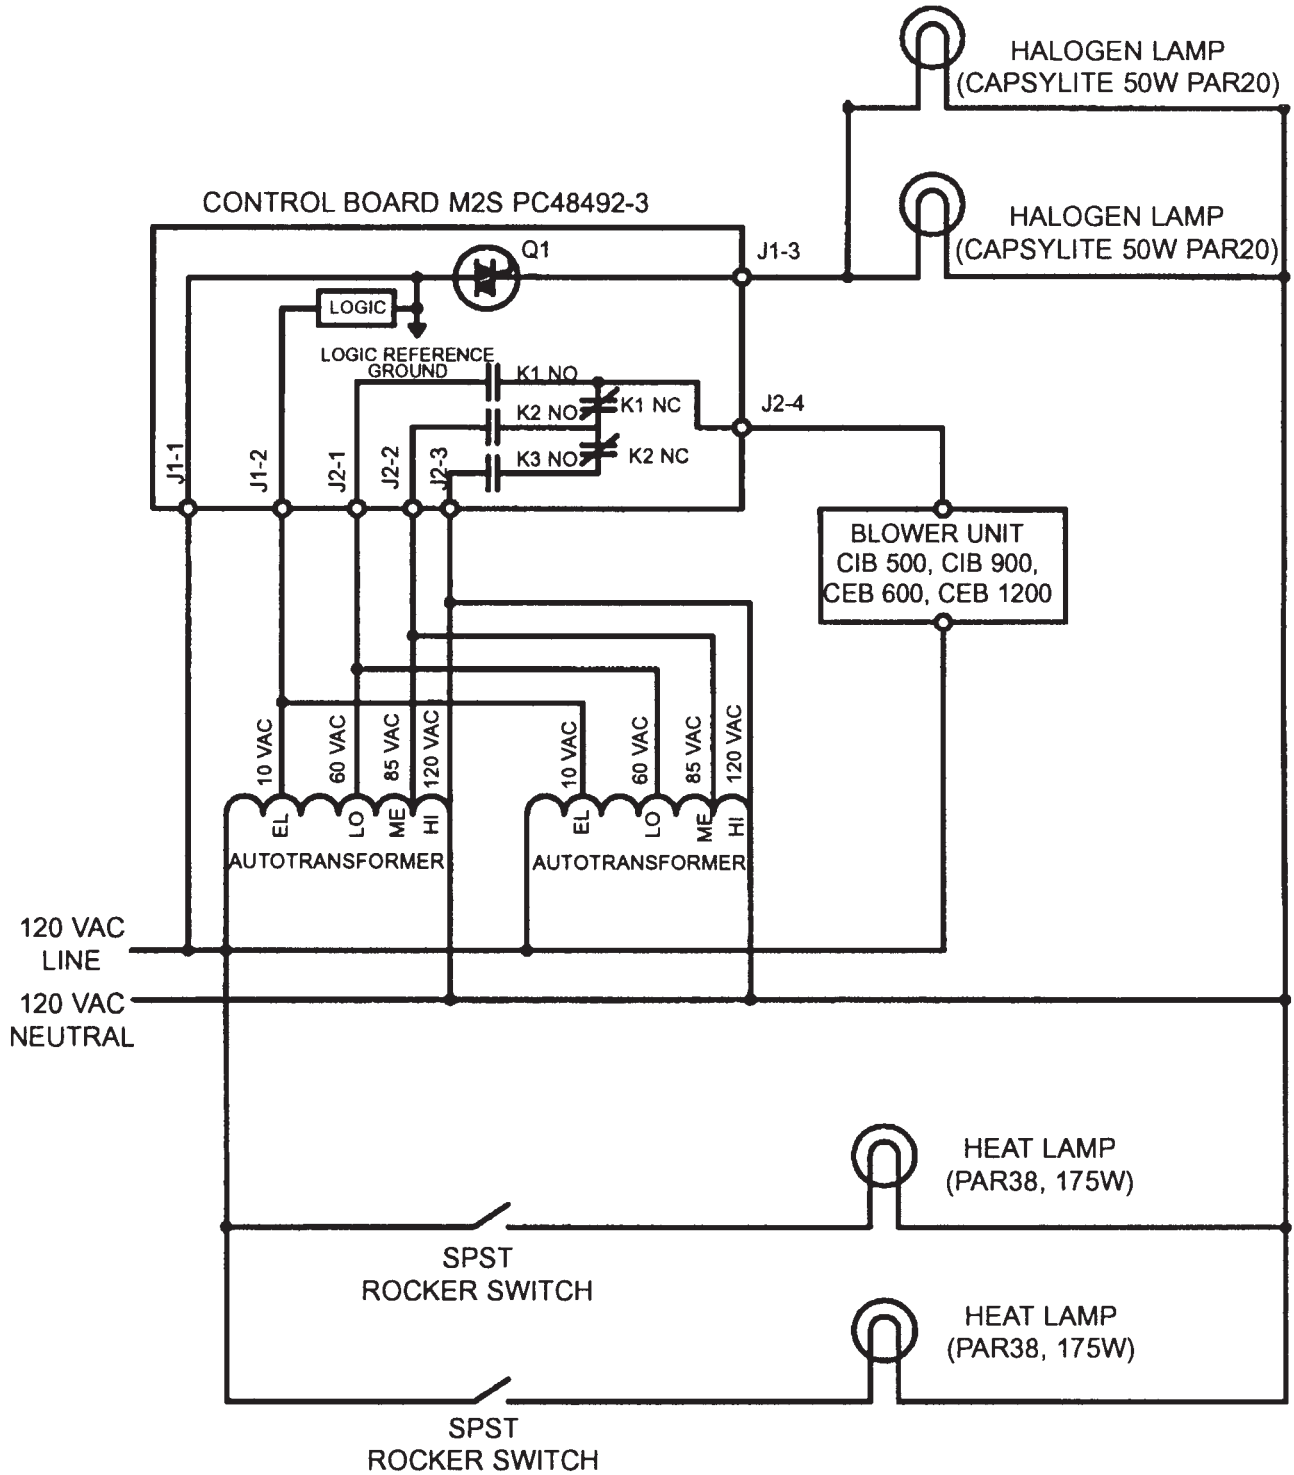 HALOGEN LAMP
(CAPSYLITE 50W PAR20)
CONTROL BOARD M2S PC48492-3
HALOGEN LAMP
(CAPSYLITE 50W PAR20)
Q1
J1-3
LOGIC
LOGIC REFERENCE
GROUND
K1 NO
K1 NC
K2 NO
K2 NC
K3 NO
J2-4
J1-1
J1-2
J2-1
J2-2
J2-3
BLOWER UNIT
CIB 500, CIB 900,
CEB 600, CEB 1200
10 VAC
60 VAC
85 VAC
120 VAC
10 VAC
60 VAC
85 VAC
120 VAC
EL
LO
ME
HI
EL
LO
ME
HI
AUTOTRANSFORMER
AUTOTRANSFORMER
120 VAC
LINE
120 VAC
NEUTRAL
HEAT LAMP
(PAR38, 175W)
SPST
ROCKER SWITCH
HEAT LAMP
(PAR38, 175W)
SPST
ROCKER SWITCH